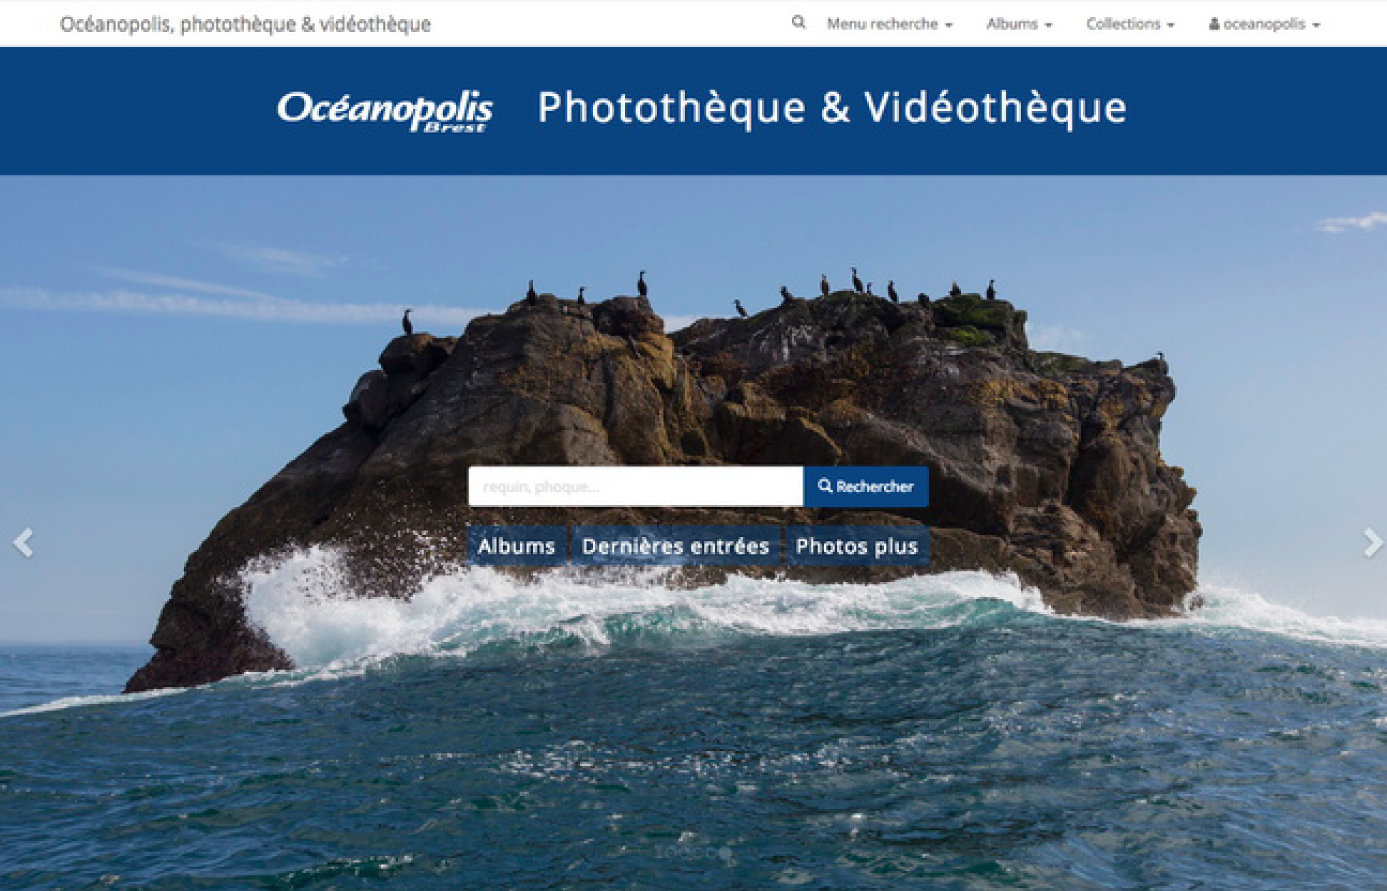 Océanopolis, photothèque & vidéothèque
Menu recherche
Albums
Collections
oceanopolis
Océanopolis
Brest
Photothèque & Vidéothèque
requin, phoque...
Rechercher
Albums
Dernières entrées
Photos plus